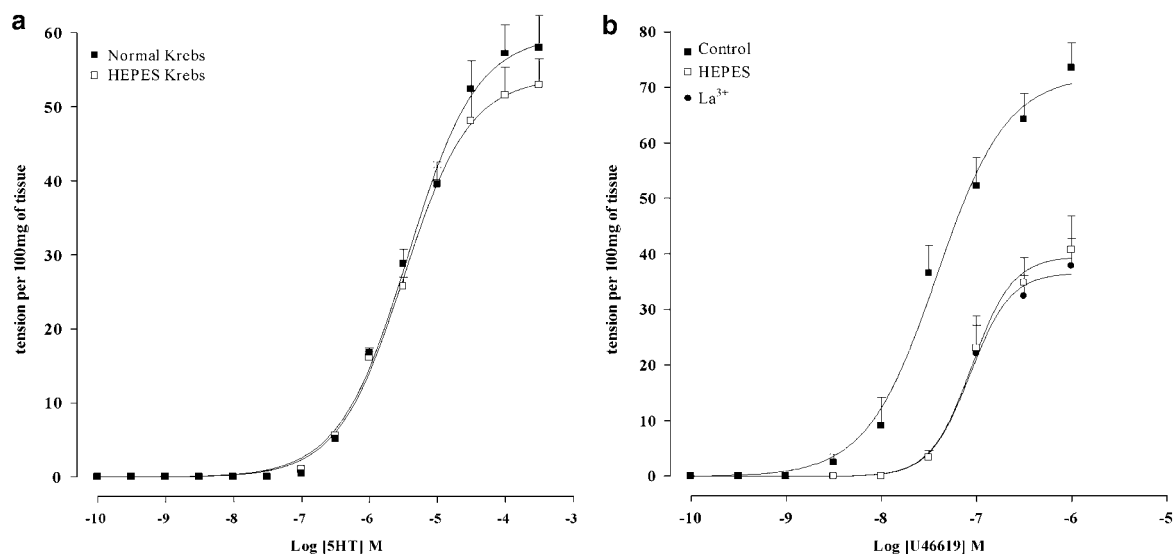 a
60
50
40
30
20
10
0
tension per 100mg of tissue
Normal Krebs
HEPES Krebs
-10 -9 -8 -7 -6 -5 -4 -3
Log [5HT] M
b
80
70
60
50
40
30
20
10
0
tension per 100mg of tissue
Control
HEPES
La³⁺
-10 -9 -8 -7 -6 -5
Log [U46619] M